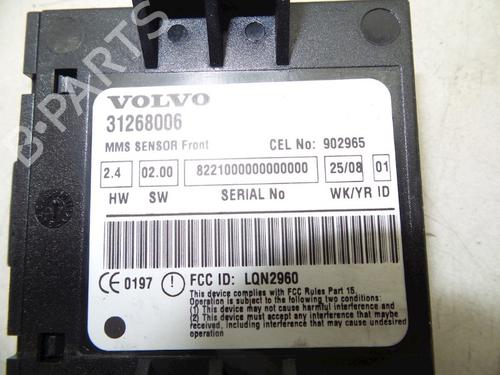 VOLVO
31268006
MMS SENSOR Front CEL No: 902965
2.4 02.00 8221000000000000 25/08 01
HW SW SERIAL No WK/YR ID
CE 0197 ! FCC ID: LQN2960
This device complies with FCC Rules Part 15.
Operation is subject to the following two conditions:
(1) This device may not cause harmful interference and
(2) This device must accept any interference that maybe
received, including interference that may cause
undesired operation.
B-PARTS